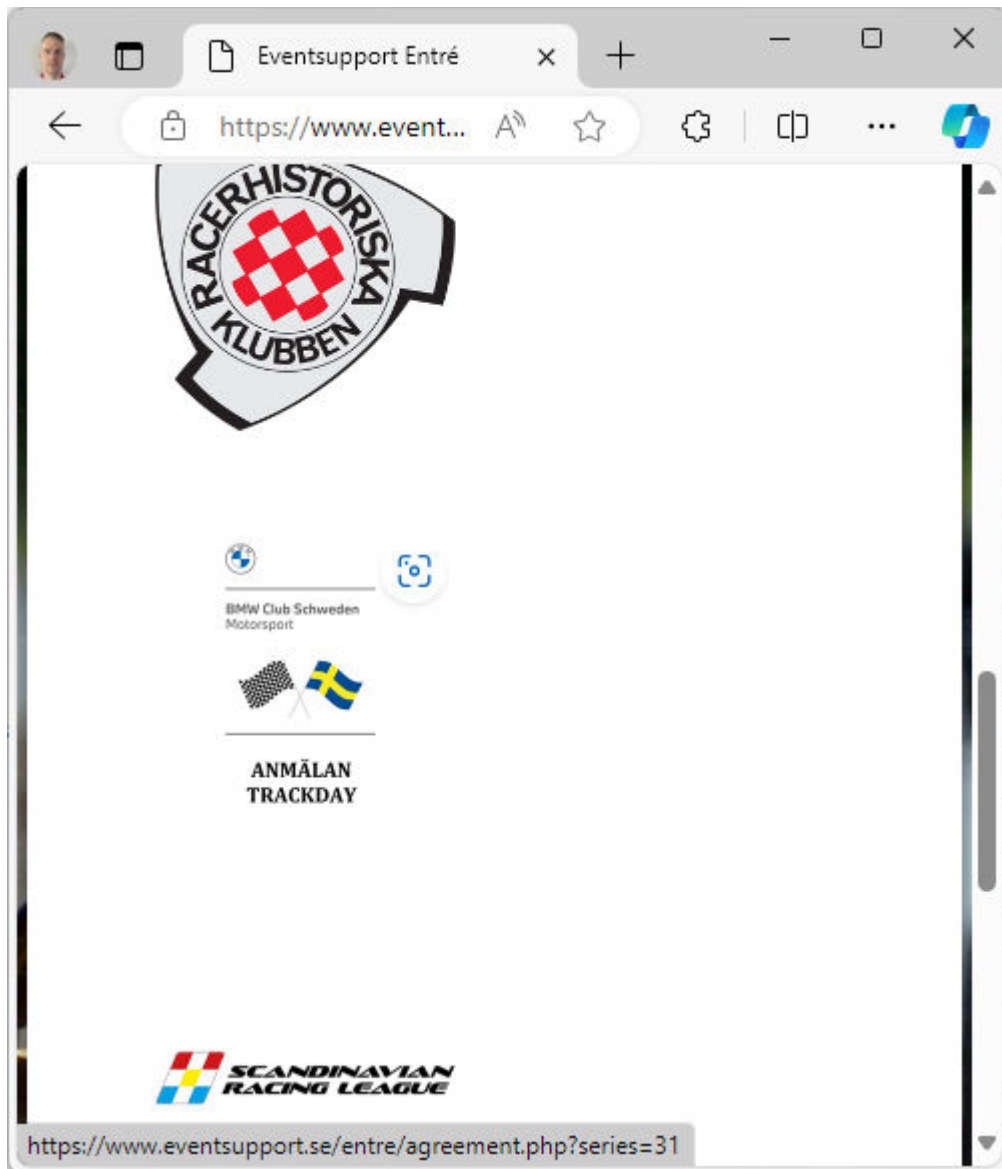 Eventsupport Entré
https://www.event...
RACERHISTORISKA
KLUBBEN
BMW Club Schweden
Motorsport
ANMÄLAN
TRACKDAY
SCANDINAVIAN
RACING LEAGUE
https://www.eventsupport.se/entre/agreement.php?series=31